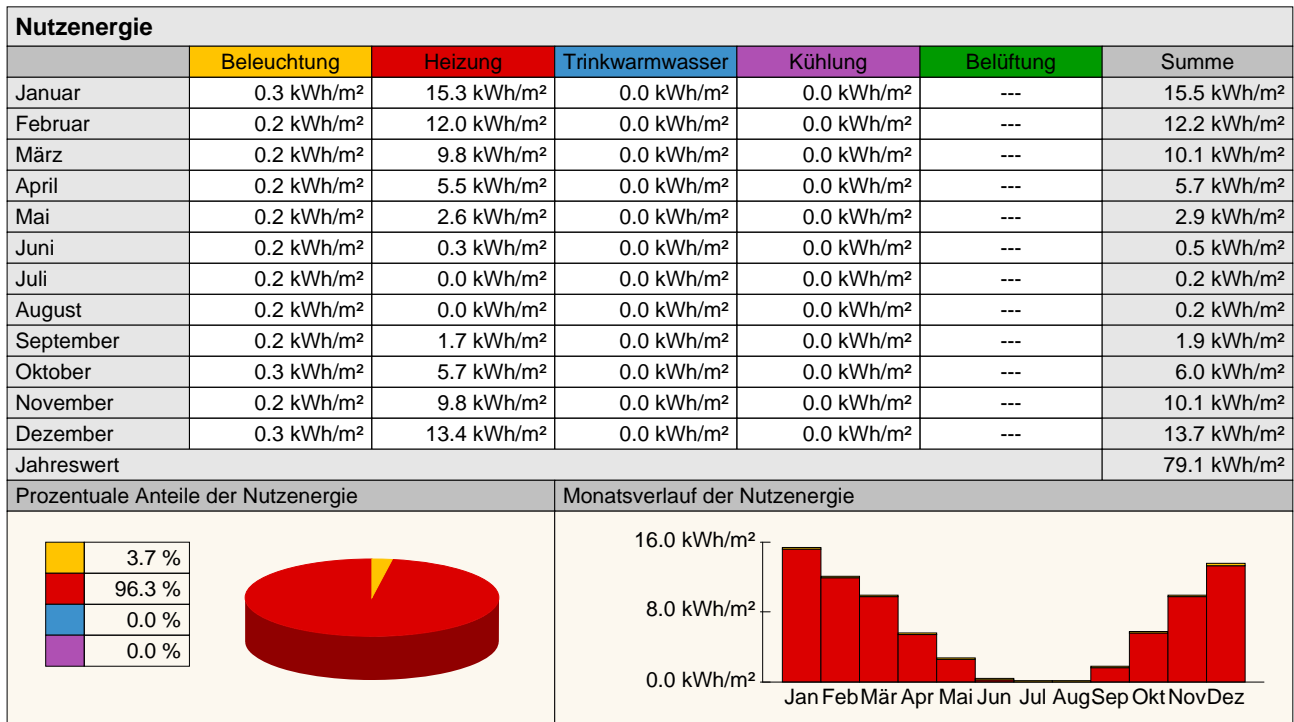 Nutzenergie
Beleuchtung Heizung Trinkwarmwasser Kühlung Belüftung Summe
Januar 0.3 kWh/m² 15.3 kWh/m² 0.0 kWh/m² 0.0 kWh/m² --- 15.5 kWh/m²
Februar 0.2 kWh/m² 12.0 kWh/m² 0.0 kWh/m² 0.0 kWh/m² --- 12.2 kWh/m²
März 0.2 kWh/m² 9.8 kWh/m² 0.0 kWh/m² 0.0 kWh/m² --- 10.1 kWh/m²
April 0.2 kWh/m² 5.5 kWh/m² 0.0 kWh/m² 0.0 kWh/m² --- 5.7 kWh/m²
Mai 0.2 kWh/m² 2.6 kWh/m² 0.0 kWh/m² 0.0 kWh/m² --- 2.9 kWh/m²
Juni 0.2 kWh/m² 0.3 kWh/m² 0.0 kWh/m² 0.0 kWh/m² --- 0.5 kWh/m²
Juli 0.2 kWh/m² 0.0 kWh/m² 0.0 kWh/m² 0.0 kWh/m² --- 0.2 kWh/m²
August 0.2 kWh/m² 0.0 kWh/m² 0.0 kWh/m² 0.0 kWh/m² --- 0.2 kWh/m²
September 0.2 kWh/m² 1.7 kWh/m² 0.0 kWh/m² 0.0 kWh/m² --- 1.9 kWh/m²
Oktober 0.3 kWh/m² 5.7 kWh/m² 0.0 kWh/m² 0.0 kWh/m² --- 6.0 kWh/m²
November 0.2 kWh/m² 9.8 kWh/m² 0.0 kWh/m² 0.0 kWh/m² --- 10.1 kWh/m²
Dezember 0.3 kWh/m² 13.4 kWh/m² 0.0 kWh/m² 0.0 kWh/m² --- 13.7 kWh/m²
Jahreswert 79.1 kWh/m²
Prozentuale Anteile der Nutzenergie
3.7 %
96.3 %
0.0 %
0.0 %
Monatsverlauf der Nutzenergie
16.0 kWh/m²
8.0 kWh/m²
0.0 kWh/m²
Jan Feb Mär Apr Mai Jun Jul Aug Sep Okt Nov Dez